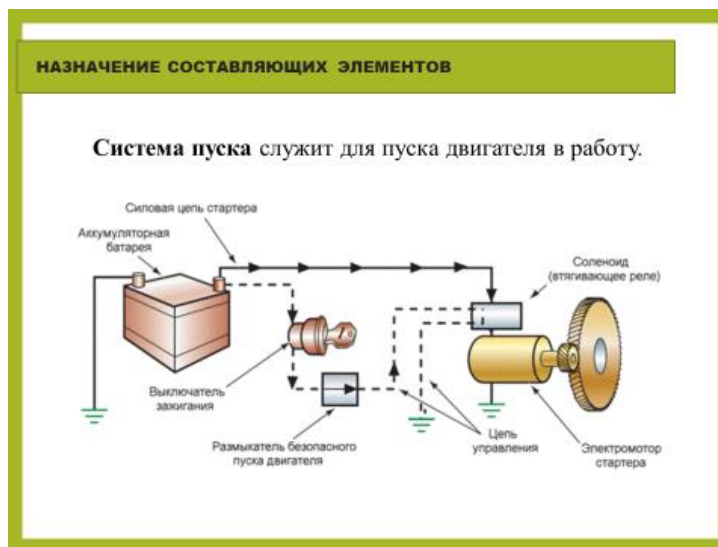 НАЗНАЧЕНИЕ СОСТАВЛЯЮЩИХ ЭЛЕМЕНТОВ
Система пуска служит для пуска двигателя в работу.
Силовая цепь стартера
Аккумуляторная
батарея
Соленоид
(втягивающее реле)
Выключатель
зажигания
Размыкатель безопасного
пуска двигателя
Цепь
управления
Электромотор
стартера